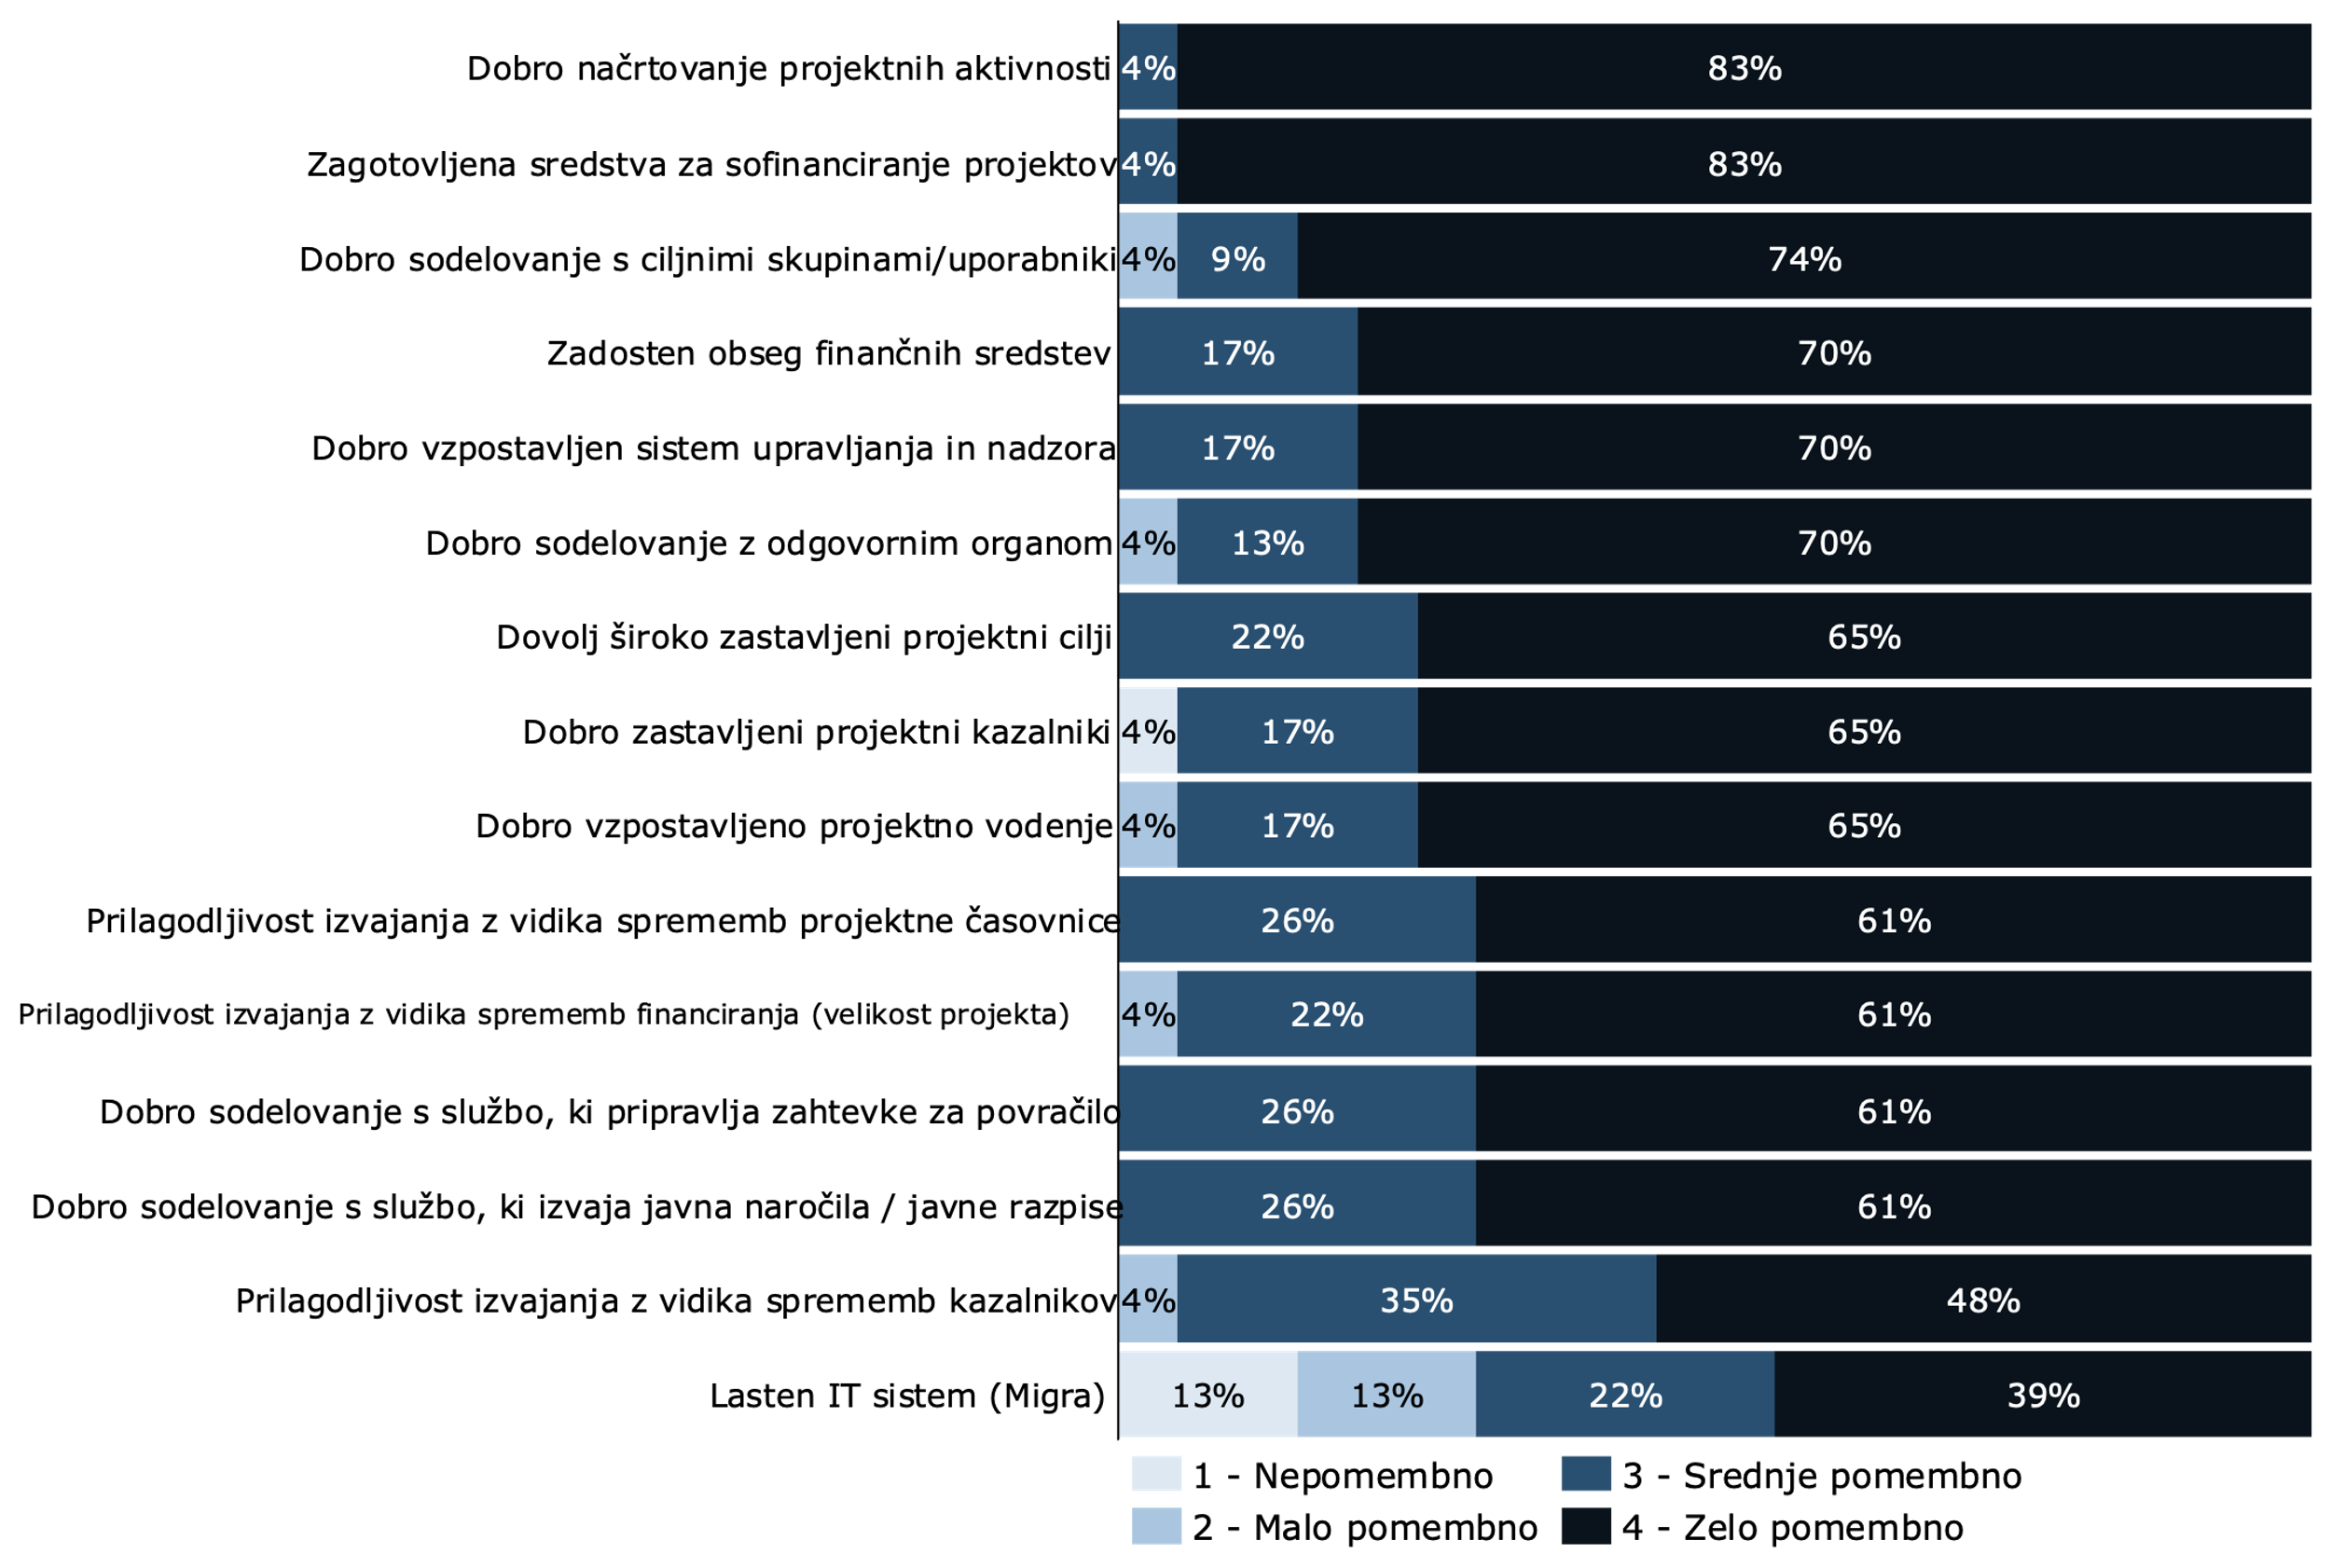 Dobro načrtovanje projektnih aktivnosti 4% 83%
Zagotovljena sredstva za sofinanciranje projektov 4% 83%
Dobro sodelovanje s ciljnimi skupinami/uporabniki 4% 9% 74%
Zadosten obseg finančnih sredstev 17% 70%
Dobro vzpostavljen sistem upravljanja in nadzora 17% 70%
Dobro sodelovanje z odgovornim organom 4% 13% 70%
Dovolj široko zastavljeni projektni cilji 22% 65%
Dobro zastavljeni projektni kazalniki 4% 17% 65%
Dobro vzpostavljeno projektno vodenje 4% 17% 65%
Prilagodljivost izvajanja z vidika sprememb projektne časovnice 26% 61%
Prilagodljivost izvajanja z vidika sprememb financiranja (velikost projekta) 4% 22% 61%
Dobro sodelovanje s službo, ki pripravlja zahtevke za povračilo 26% 61%
Dobro sodelovanje s službo, ki izvaja javna naročila / javne razpise 26% 61%
Prilagodljivost izvajanja z vidika sprememb kazalnikov 4% 35% 48%
Lasten IT sistem (Migra) 13% 13% 22% 39%
1 - Nepomembno 3 - Srednje pomembno
2 - Malo pomembno 4 - Zelo pomembno